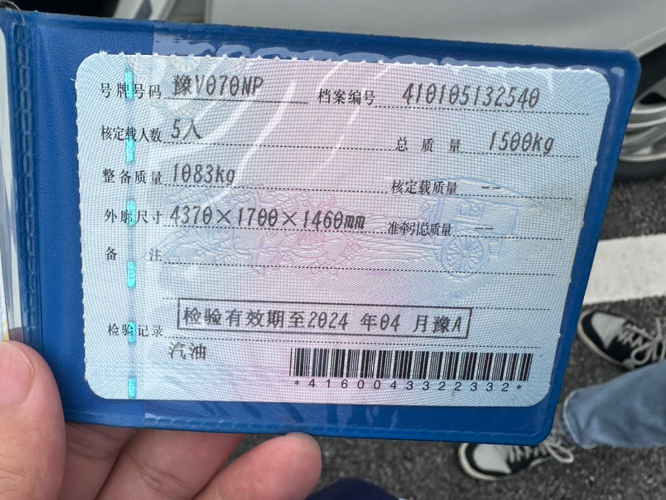 号牌号码 豫V070NP 档案编号 410105132540
核定载人数 5人 总质量 1500kg
整备质量 1083kg 核定载质量 --
外廓尺寸 4370×1700×1460mm 准牵引总质量 --
备注
检验记录 检验有效期至2024 年04 月豫A
汽油
*4160043322332*